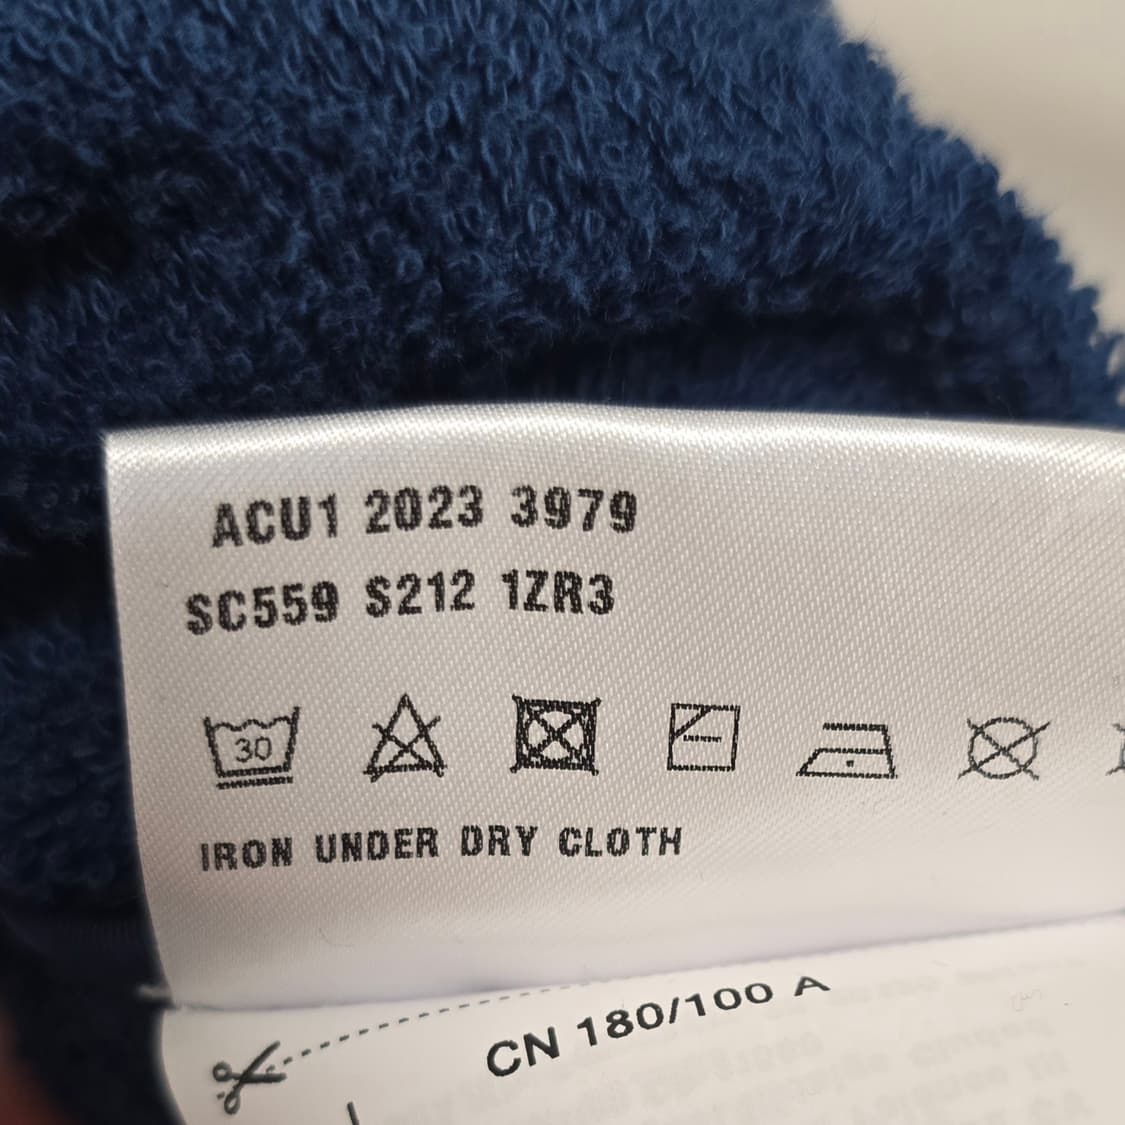 ACU1 2023 3979
SC559 S212 1ZR3
30
IRON UNDER DRY CLOTH
CN 180/100 A